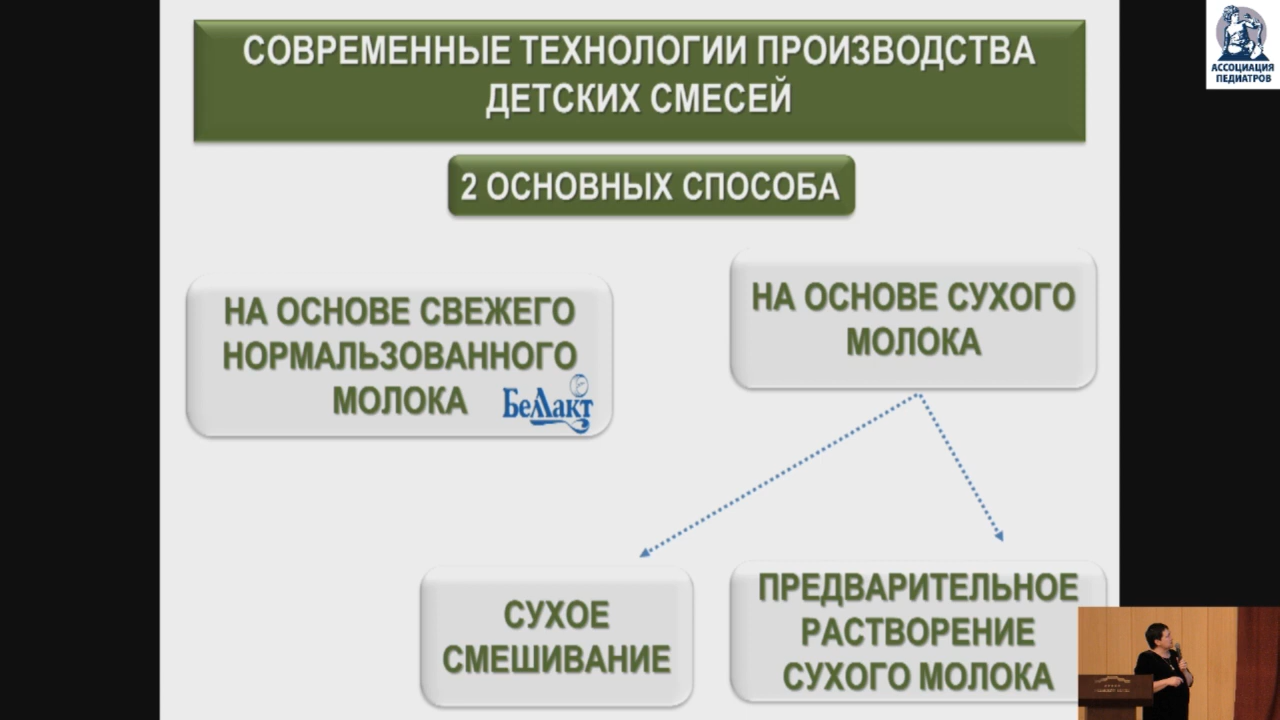 СОВРЕМЕННЫЕ ТЕХНОЛОГИИ ПРОИЗВОДСТВА
ДЕТСКИХ СМЕСЕЙ
АССОЦИАЦИЯ
ПЕДИАТРОВ
2 ОСНОВНЫХ СПОСОБА
НА ОСНОВЕ СВЕЖЕГО
НОРМАЛЬЗОВАННОГО
МОЛОКА
Беллакт
НА ОСНОВЕ СУХОГО
МОЛОКА
СУХОЕ
СМЕШИВАНИЕ
ПРЕДВАРИТЕЛЬНОЕ
РАСТВОРЕНИЕ
СУХОГО МОЛОКА